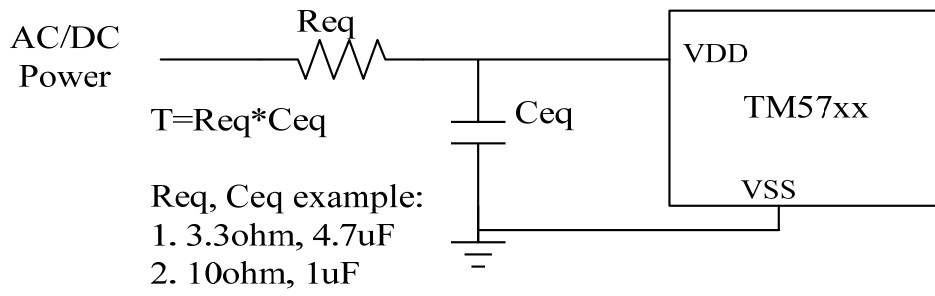 Req
AC/DC
Power
VDD
TM57xx
T=Req*Ceq
Ceq
VSS
Req, Ceq example:
1. 3.3ohm, 4.7uF
2. 10ohm, 1uF